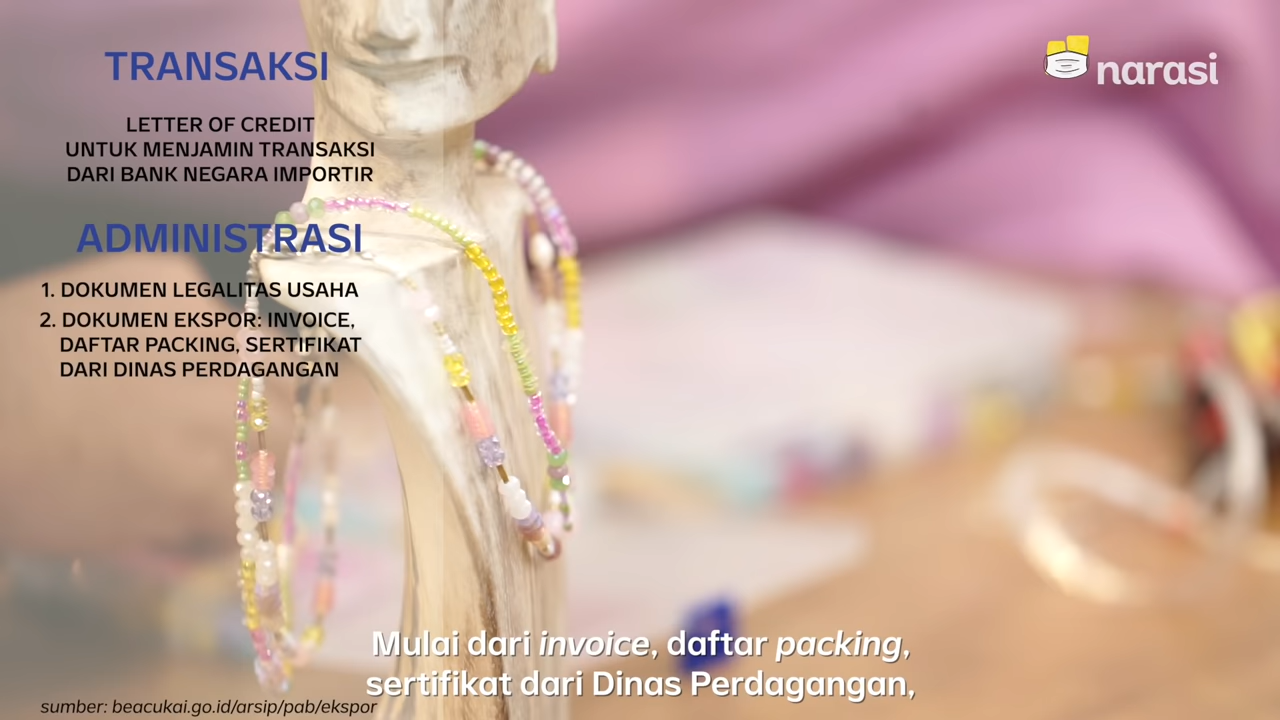 TRANSAKSI
LETTER OF CREDIT
UNTUK MENJAMIN TRANSAKSI
DARI BANK NEGARA IMPORTIR
ADMINISTRASI
1. DOKUMEN LEGALITAS USAHA
2. DOKUMEN EKSPOR: INVOICE,
DAFTAR PACKING, SERTIFIKAT
DARI DINAS PERDAGANGAN
narasi
Mulai dari invoice, daftar packing,
sertifikat dari Dinas Perdagangan,
sumber: beacukai.go.id/arsip/pab/ekspor